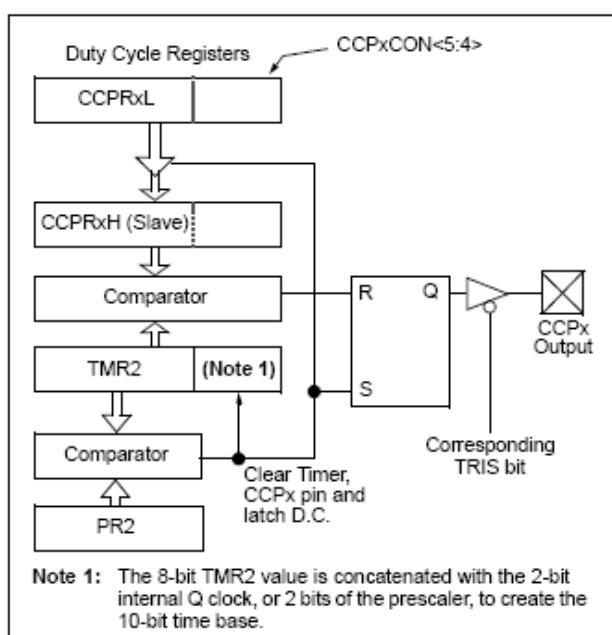 Duty Cycle Registers
CCPxCON<5:4>
CCPRxL
CCPRxH (Slave)
Comparator
R
Q
CCPx
Output
TMR2
(Note 1)
S
Comparator
Clear Timer,
CCPx pin and
latch D.C.
Corresponding
TRIS bit
PR2
Note 1: The 8-bit TMR2 value is concatenated with the 2-bit
internal Q clock, or 2 bits of the prescaler, to create the
10-bit time base.